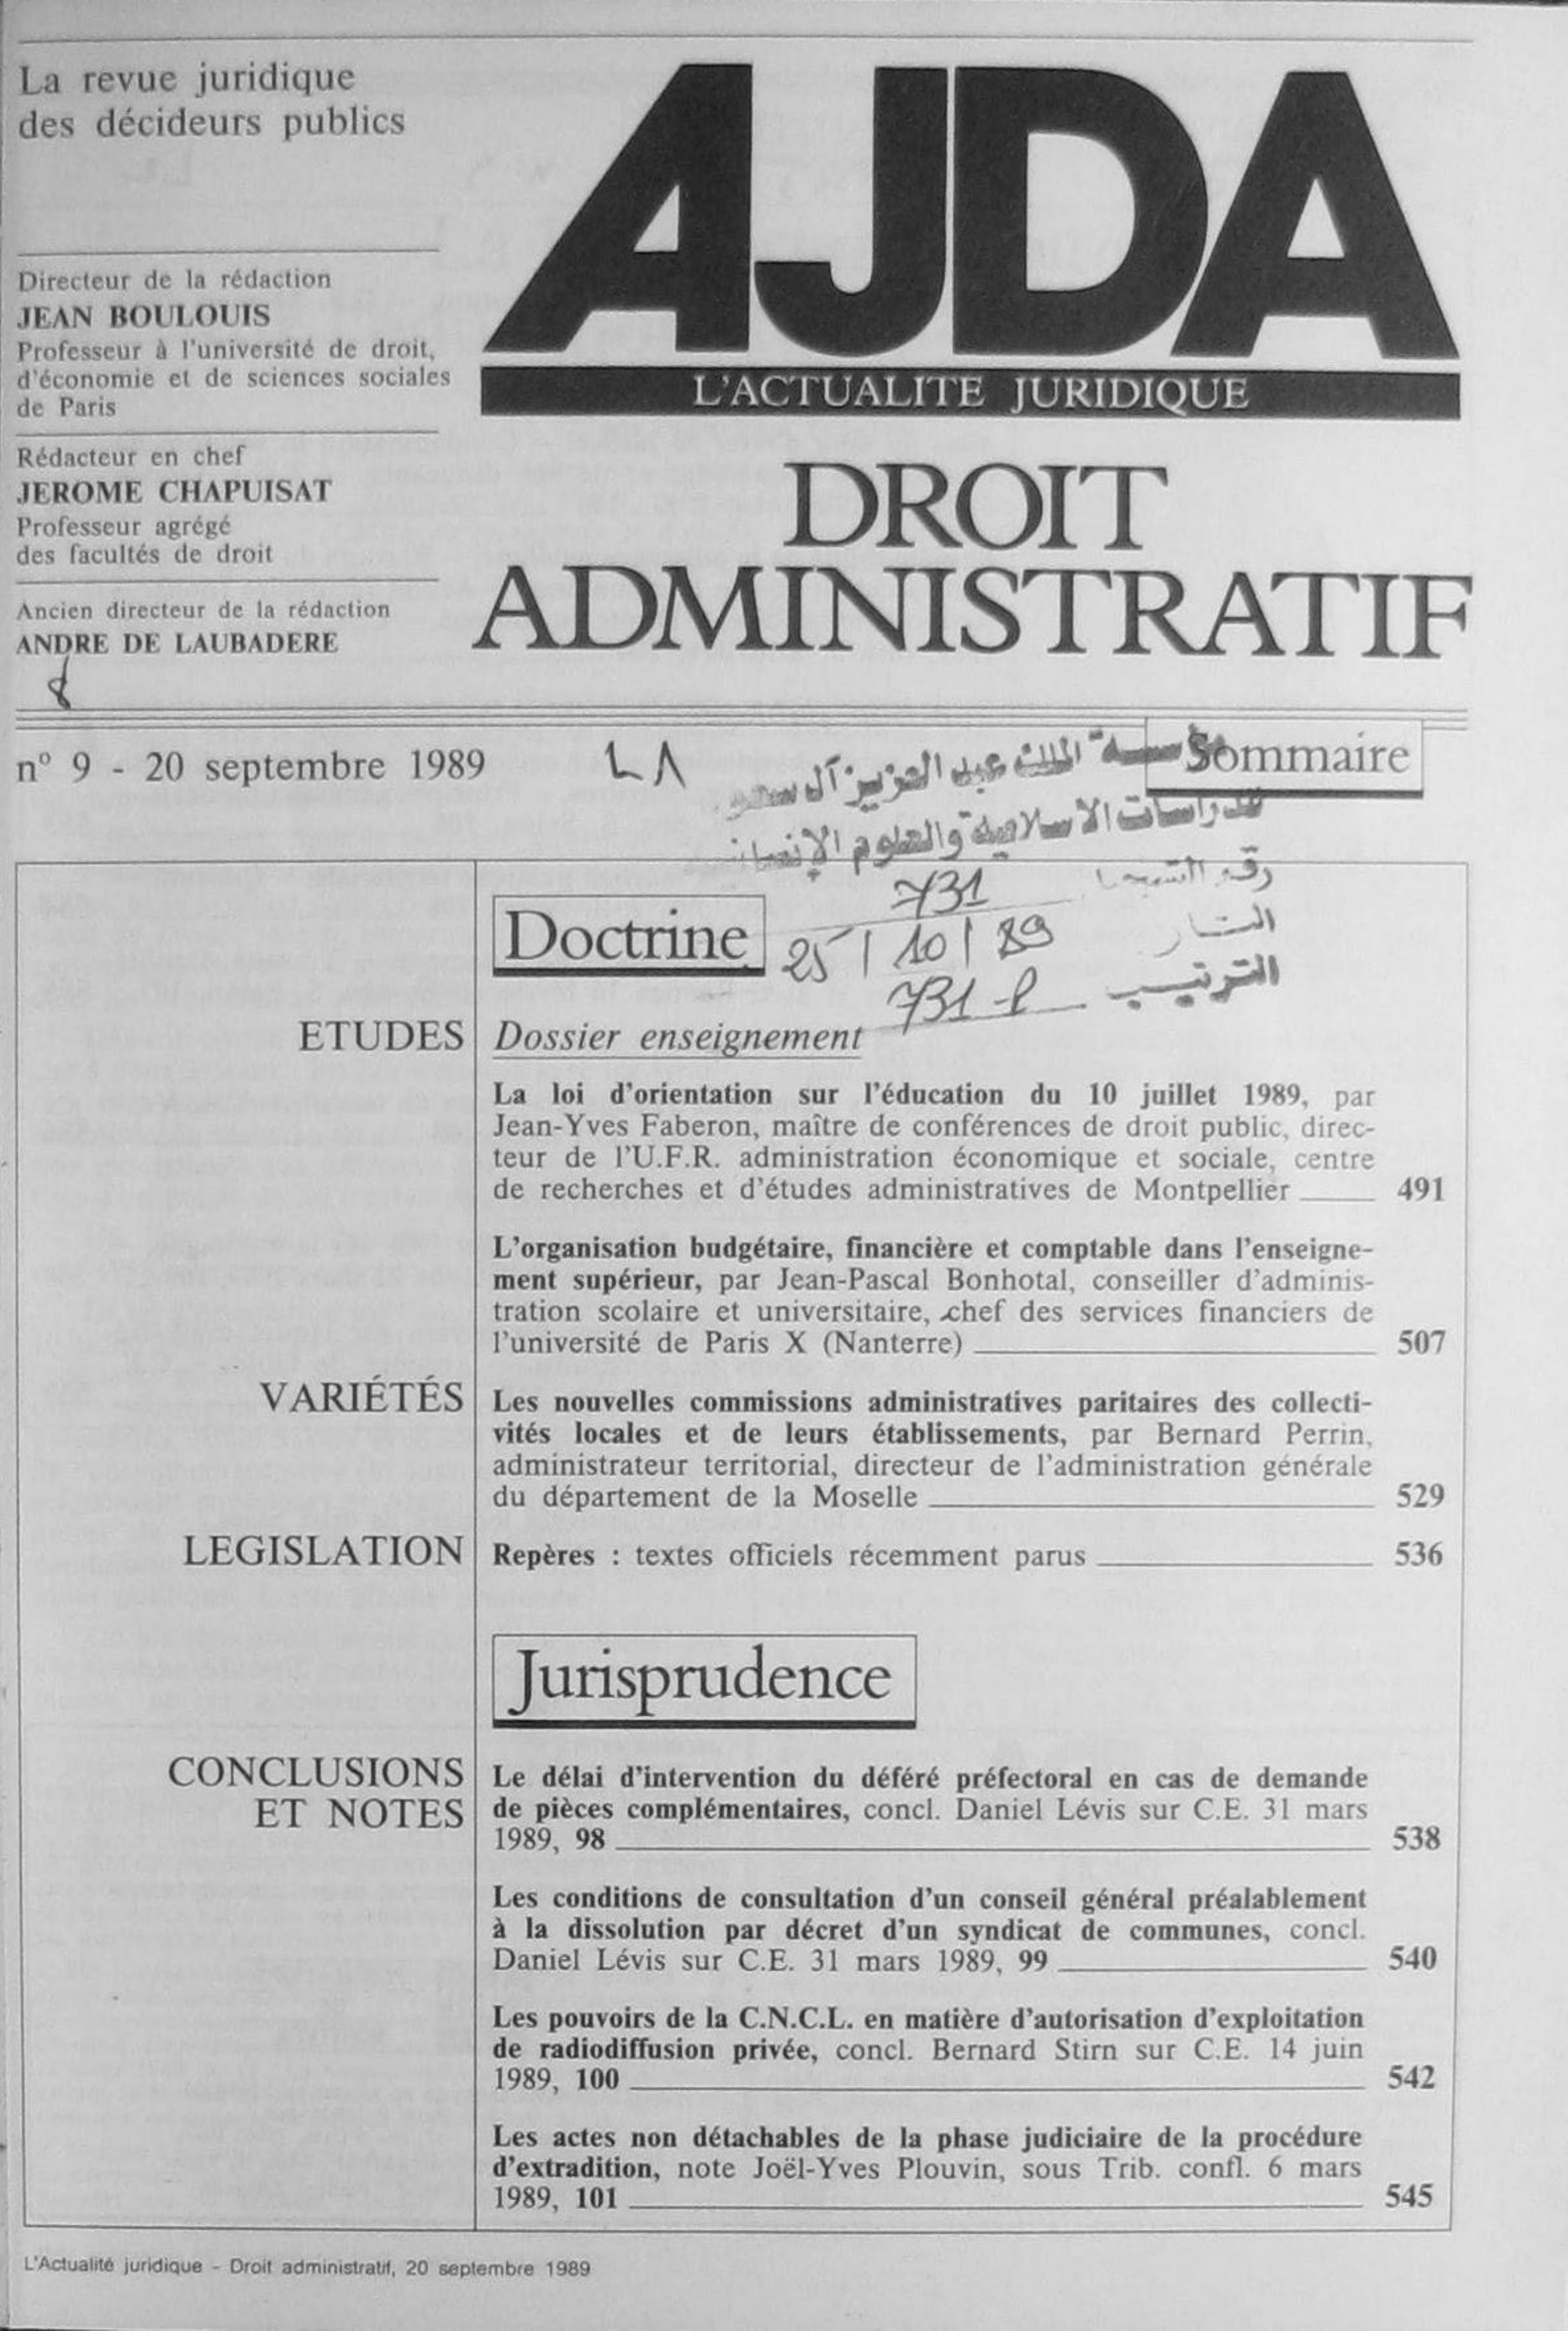 La revue juridique
des décideurs publics
AJDA
L'ACTUALITE JURIDIQUE
DROIT
ADMINISTRATIF
Directeur de la rédaction
JEAN BOULOUIS
Professeur à l'université de droit,
d'économie et de sciences sociales
de Paris
Rédacteur en chef
JEROME CHAPUISAT
Professeur agrégé
des facultés de droit
Ancien directeur de la rédaction
ANDRE DE LAUBADERE
n° 9 - 20 septembre 1989
Sommaire
مؤسسة الملك عبد العزيز آل سعود
للدراسات الاسلامية والعلوم الإنسانية
731
25 / 10 / 89
الترتيب
Doctrine
ETUDES
Dossier enseignement
La loi d'orientation sur l'éducation du 10 juillet 1989, par
Jean-Yves Faberon, maître de conférences de droit public, direc-
teur de l'U.F.R. administration économique et sociale, centre
de recherches et d'études administratives de Montpellier 491
L'organisation budgétaire, financière et comptable dans l'enseigne-
ment supérieur, par Jean-Pascal Bonhotal, conseiller d'adminis-
tration scolaire et universitaire, chef des services financiers de
l'université de Paris X (Nanterre) 507
VARIÉTÉS
Les nouvelles commissions administratives paritaires des collecti-
vités locales et de leurs établissements, par Bernard Perrin,
administrateur territorial, directeur de l'administration générale
du département de la Moselle 529
LEGISLATION
Repères : textes officiels récemment parus 536
Jurisprudence
CONCLUSIONS
ET NOTES
Le délai d'intervention du déféré préfectoral en cas de demande
de pièces complémentaires, concl. Daniel Lévis sur C.E. 31 mars
1989, 98 538
Les conditions de consultation d'un conseil général préalablement
à la dissolution par décret d'un syndicat de communes, concl.
Daniel Lévis sur C.E. 31 mars 1989, 99 540
Les pouvoirs de la C.N.C.L. en matière d'autorisation d'exploitation
de radiodiffusion privée, concl. Bernard Stirn sur C.E. 14 juin
1989, 100 542
Les actes non détachables de la phase judiciaire de la procédure
d'extradition, note Joël-Yves Plouvin, sous Trib. confl. 6 mars
1989, 101 545
L'Actualité juridique - Droit administratif, 20 septembre 1989